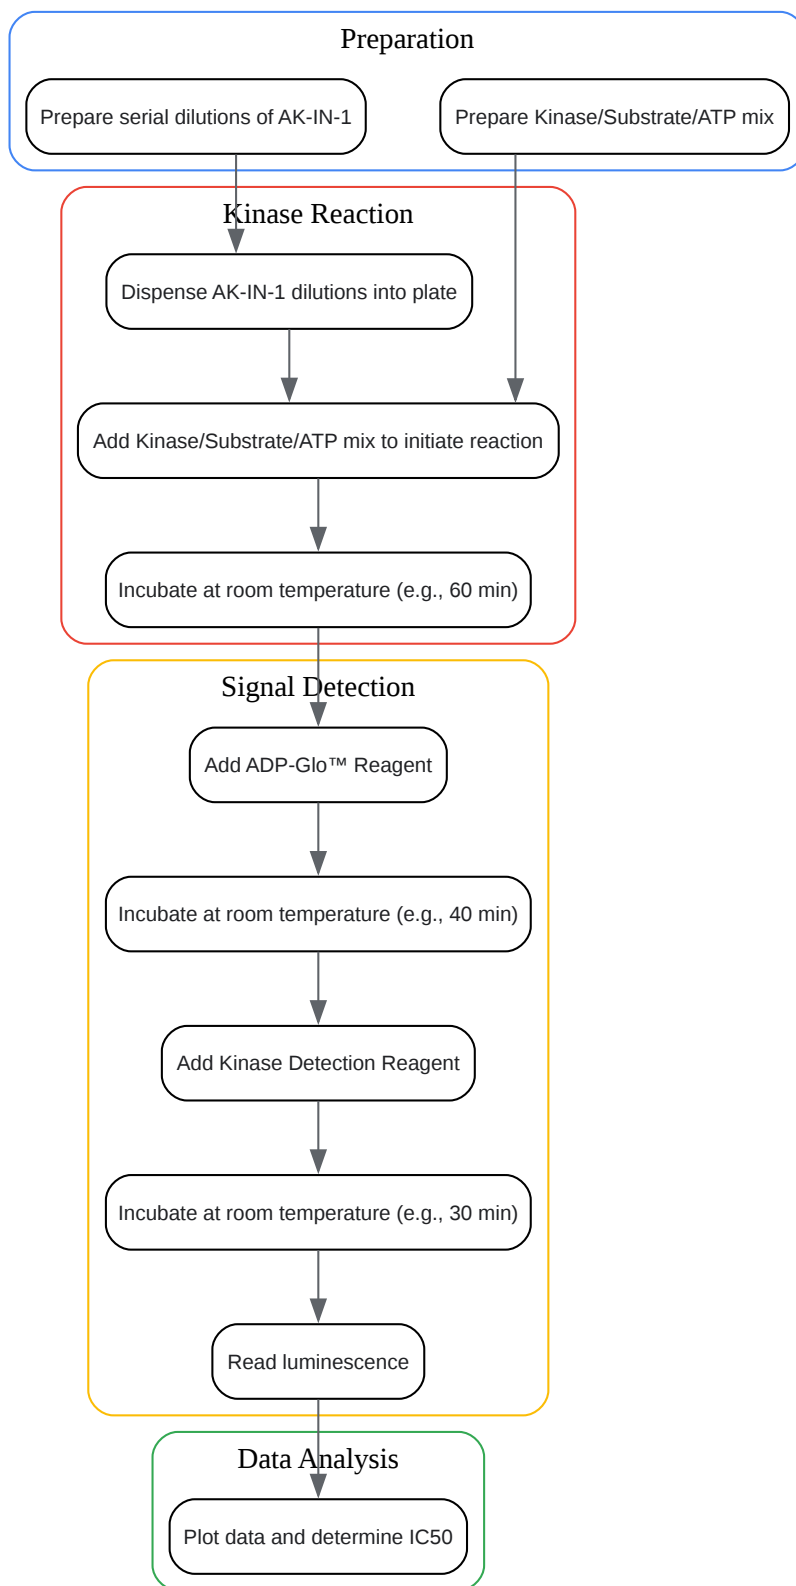 Preparation
Prepare serial dilutions of AK-IN-1
Prepare Kinase/Substrate/ATP mix
Kinase Reaction
Dispense AK-IN-1 dilutions into plate
Add Kinase/Substrate/ATP mix to initiate reaction
Incubate at room temperature (e.g., 60 min)
Signal Detection
Add ADP-Glo™ Reagent
Incubate at room temperature (e.g., 40 min)
Add Kinase Detection Reagent
Incubate at room temperature (e.g., 30 min)
Read luminescence
Data Analysis
Plot data and determine IC50